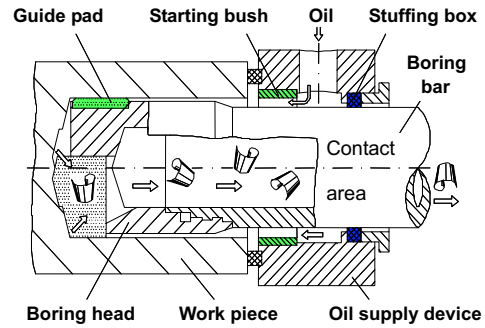 Guide pad
Starting bush
Oil
Stuffing box
Boring
bar
Contact
area
Boring head
Work piece
Oil supply device